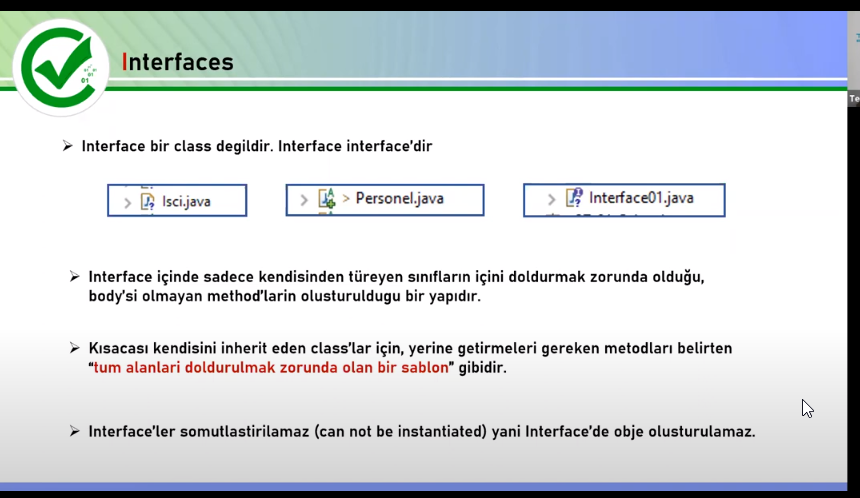 Interfaces
Te
Interface bir class degildir. Interface interface'dir
Isci.java
> Personel.java
Interface01.java
Interface içinde sadece kendisinden türeyen sınıfların içini doldurmak zorunda olduğu,
body'si olmayan method'larin olusturuldugu bir yapıdır.
Kısacası kendisini inherit eden class'lar için, yerine getirmeleri gereken metodları belirten
"tum alanlari doldurulmak zorunda olan bir sablon" gibidir.
Interface'ler somutlastirilamaz (can not be instantiated) yani Interface'de obje olusturulamaz.